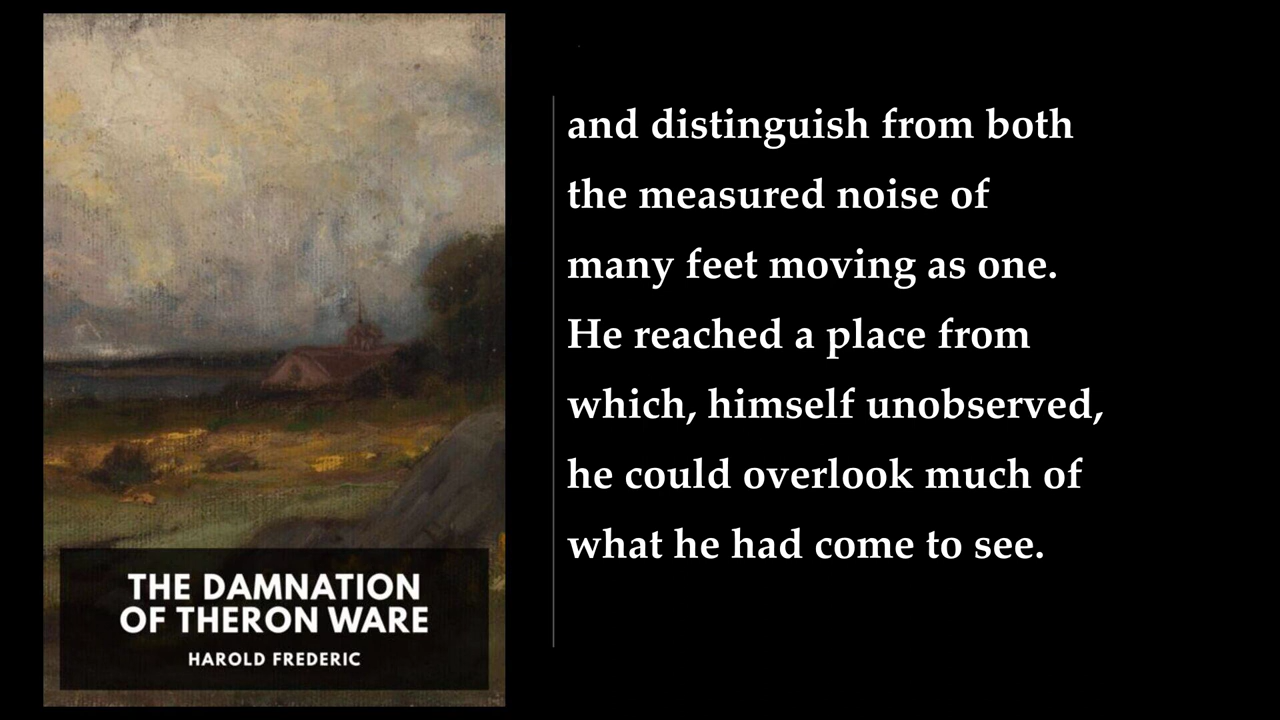 and distinguish from both
the measured noise of
many feet moving as one.
He reached a place from
which, himself unobserved,
he could overlook much of
what he had come to see.
THE DAMNATION
OF THERON WARE
HAROLD FREDERIC